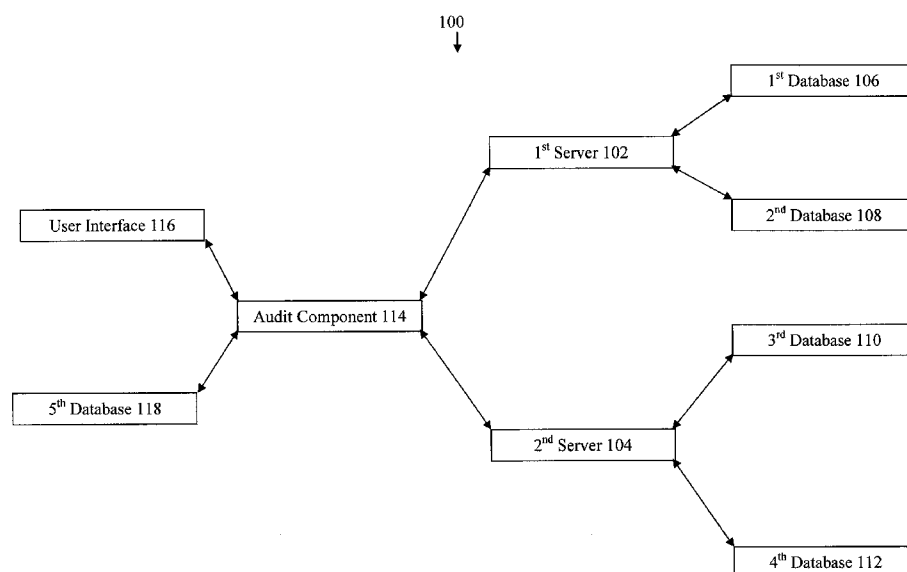 100
1st Database 106
1st Server 102
User Interface 116
2nd Database 108
Audit Component 114
3rd Database 110
5th Database 118
2nd Server 104
4th Database 112